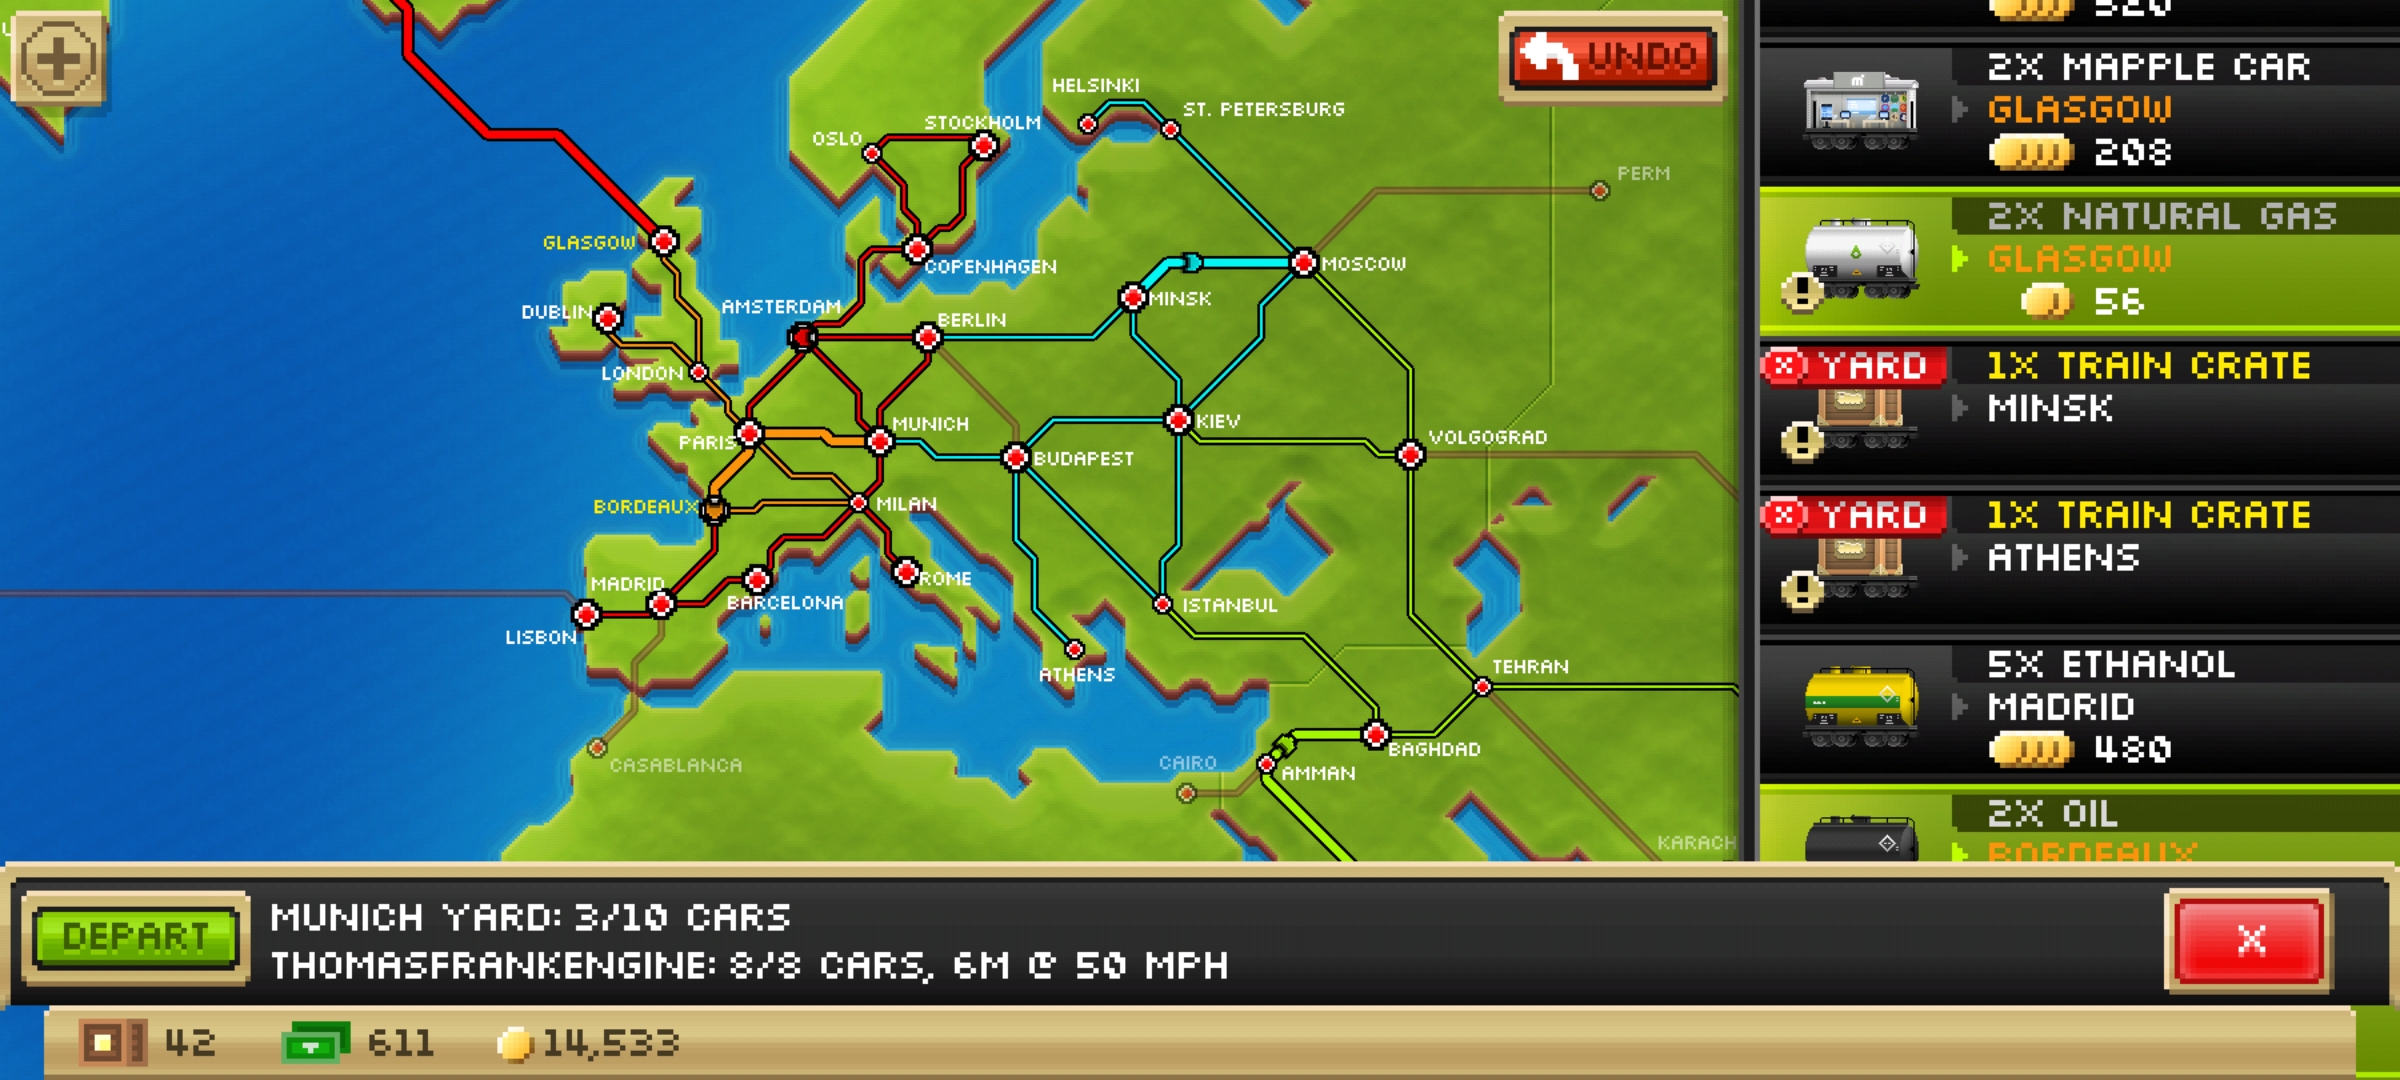 UNDO
HELSINKI
ST. PETERSBURG
STOCKHOLM
OSLO
PERM
GLASGOW
COPENHAGEN
MOSCOW
MINSK
DUBLIN
AMSTERDAM
BERLIN
LONDON
PARIS
MUNICH
KIEV
VOLGOGRAD
BUDAPEST
BORDEAUX
MILAN
MADRID
ROME
BARCELONA
ISTANBUL
LISBON
ATHENS
TEHRAN
BAGHDAD
CASABLANCA
CAIRO
AMMAN
KARACH
320
2X MAPPLE CAR
GLASGOW
208
2X NATURAL GAS
GLASGOW
56
YARD
1X TRAIN CRATE
MINSK
YARD
1X TRAIN CRATE
ATHENS
5X ETHANOL
MADRID
480
2X OIL
BORDEAUX
DEPART
MUNICH YARD: 3/10 CARS
THOMASFRANKENGINE: 8/8 CARS, 6M @ 50 MPH
X
42
611
14,533